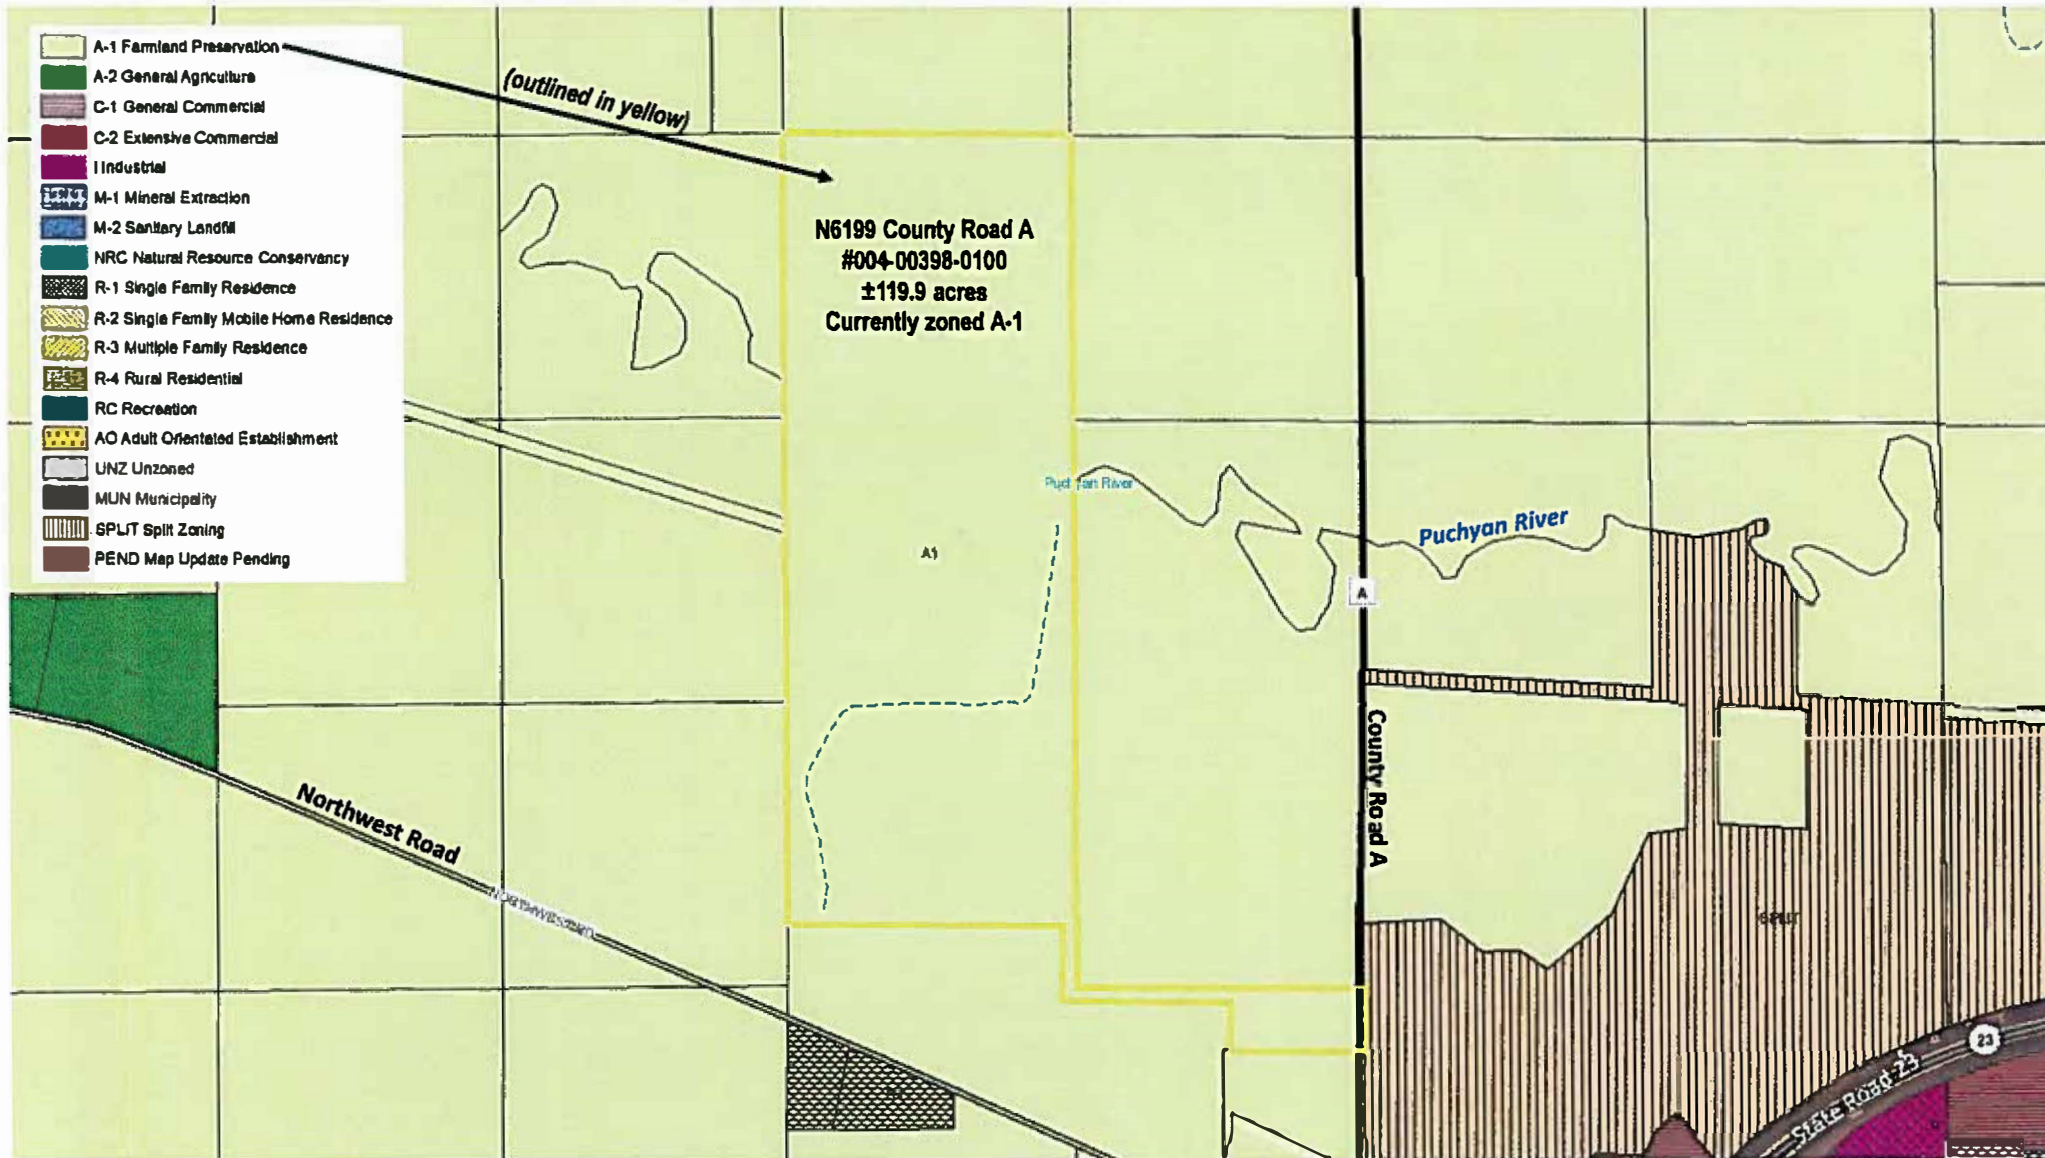 A-1 Farmland Preservation
A-2 General Agriculture
C-1 General Commercial
C-2 Extensive Commercial
I Industrial
M-1 Mineral Extraction
M-2 Sanitary Landfill
NRC Natural Resource Conservancy
R-1 Single Family Residence
R-2 Single Family Mobile Home Residence
R-3 Multiple Family Residence
R-4 Rural Residential
RC Recreation
AO Adult Orientated Establishment
UNZ Unzoned
MUN Municipality
SPLIT Split Zoning
PEND Map Update Pending
(outlined in yellow)
N6199 County Road A
#004-00398-0100
±119.9 acres
Currently zoned A-1
River
Puchyan River
A1
A
County Road A
Northwest Road
SPLIT
State Road 23
23